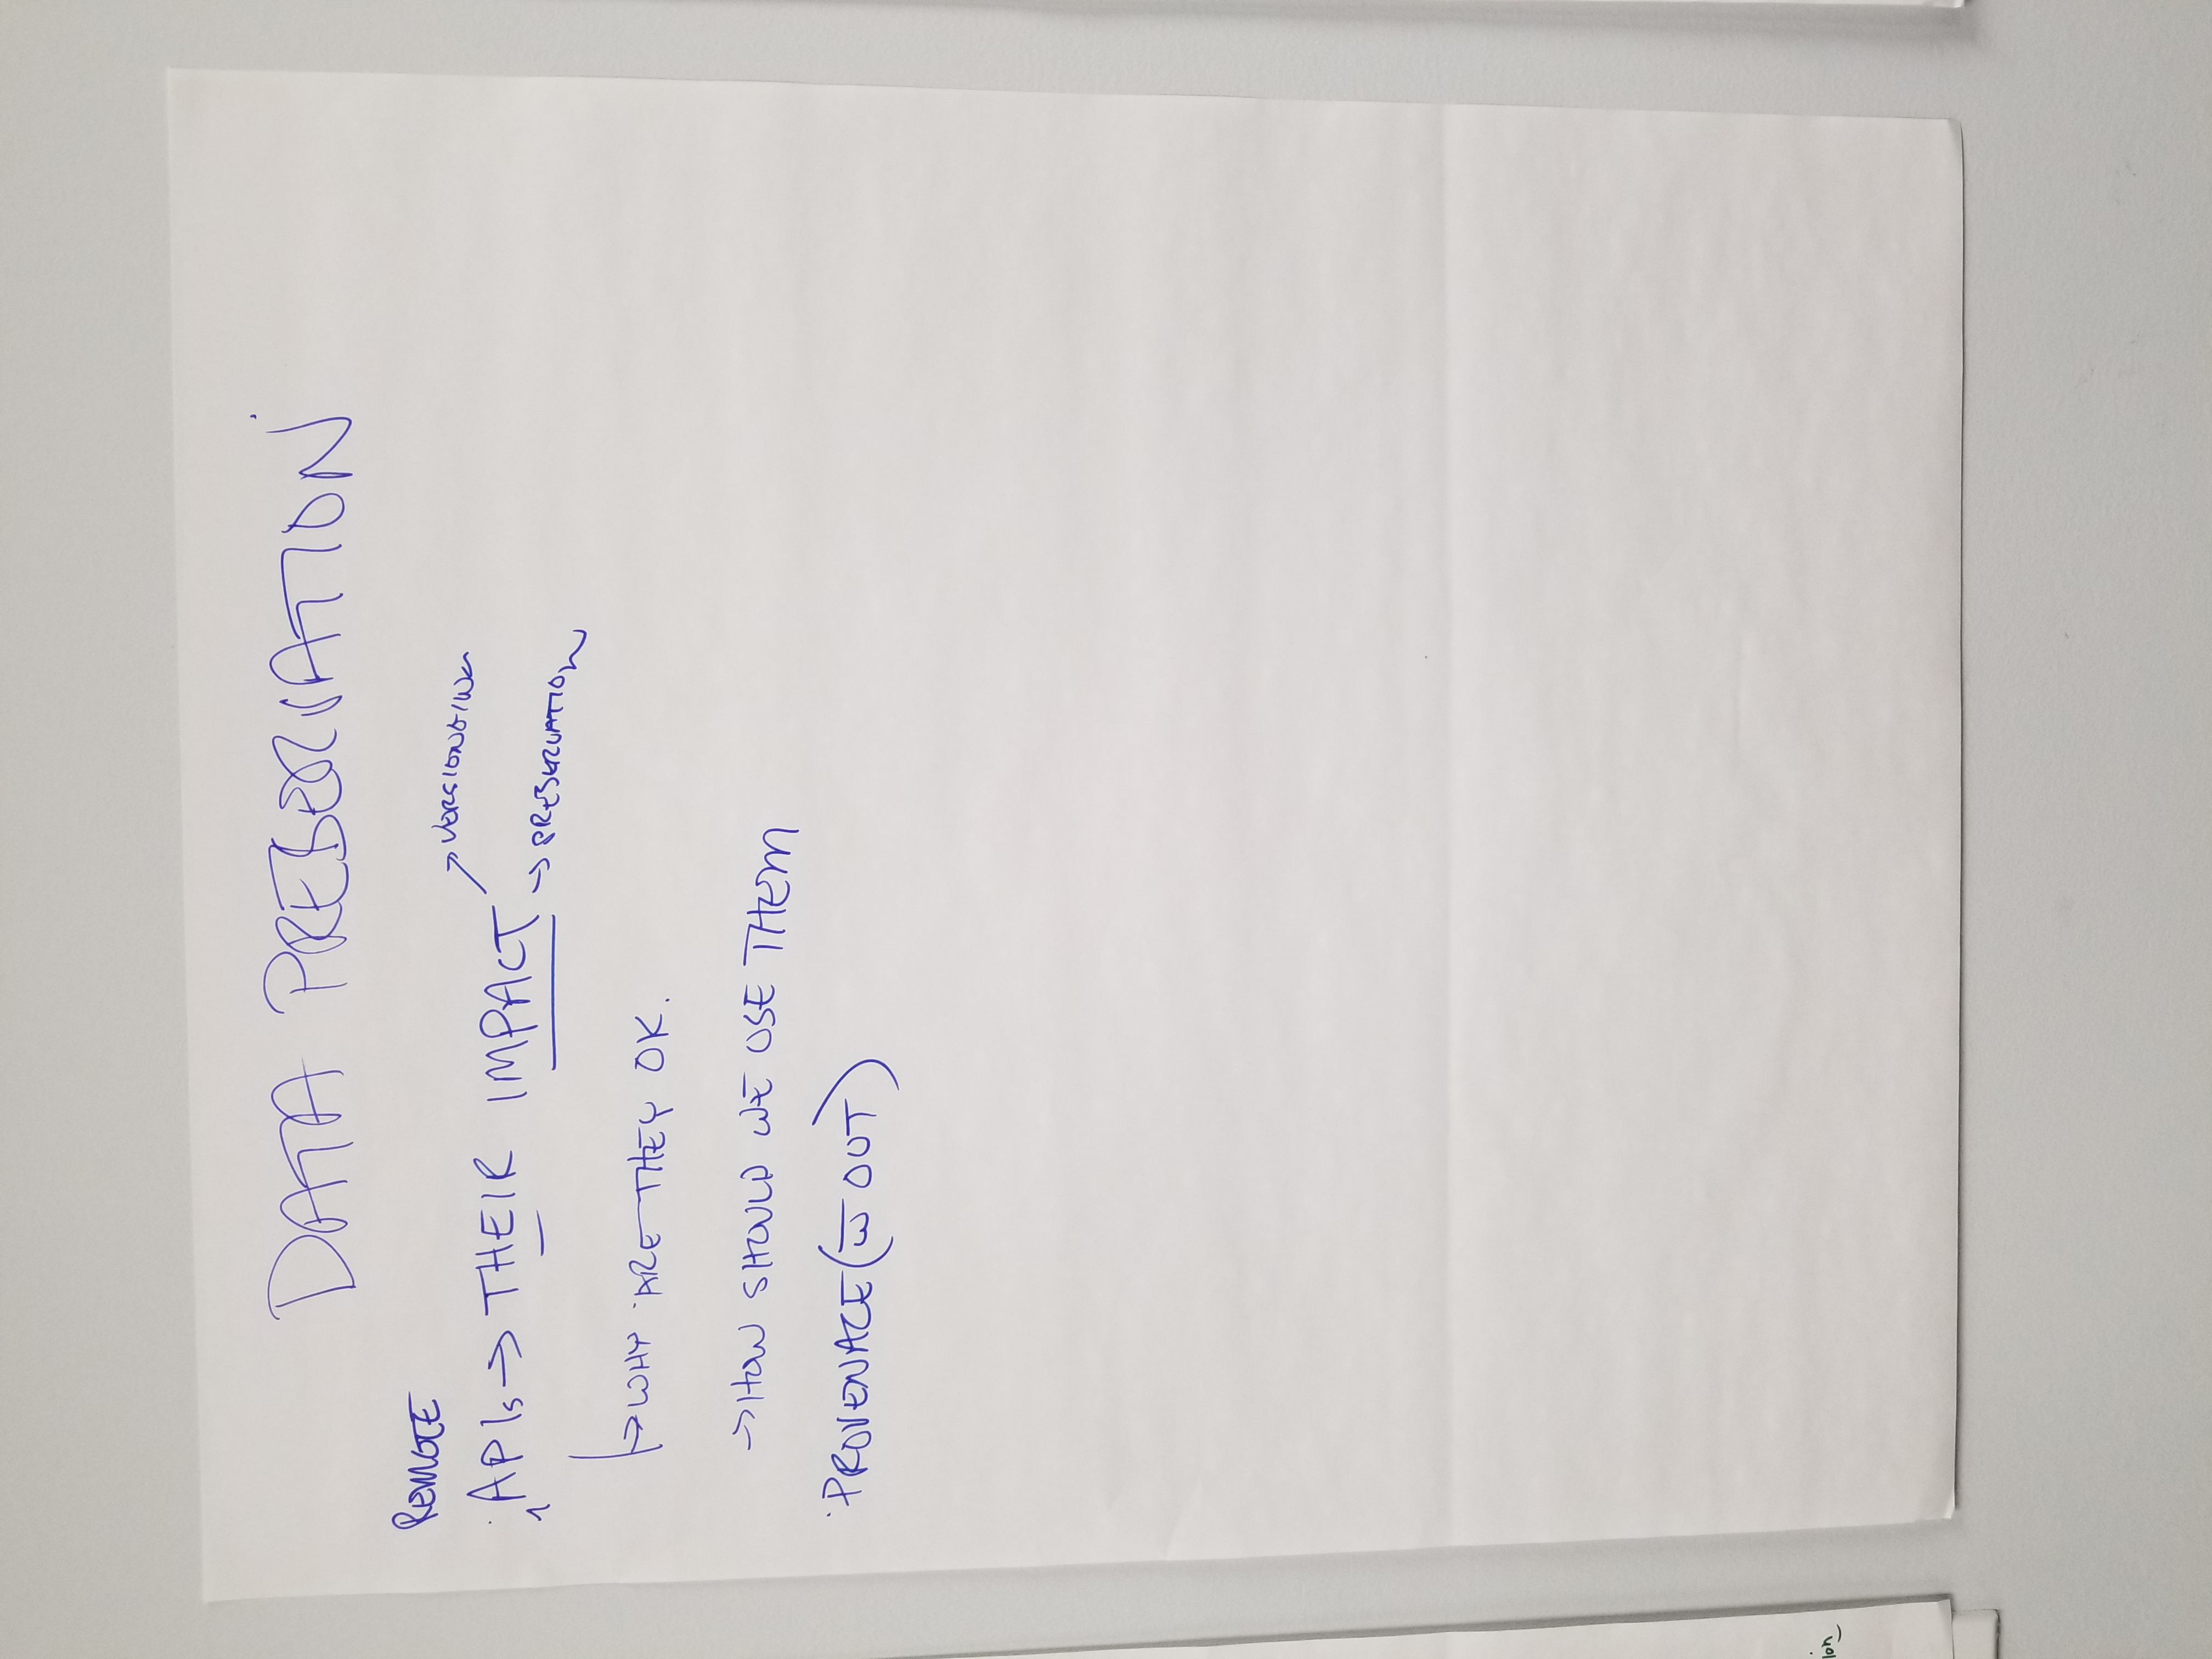 DATA PRESERVATION
REMOTE
APIs → THEIR IMPACT
→ VERSIONING
→ PRESERVATION
→ WHY ARE THEY OK.
→ HOW SHOULD WE USE THEM
· PROVENACE (w̅ OUT)
ion